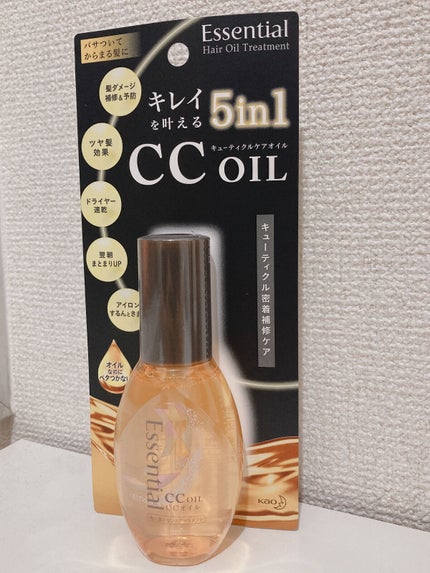 Essential
Hair Oil Treatment
パサついて
からまる髪に
髪ダメージ
補修&予防
キレイ
を叶える
5in1
ツヤ髪
効果
キューティクルケアオイル
CC OIL
ドライヤー
速乾
翌朝
まとまりUP
キューティクル密着補修ケア
アイロン
するんときま
オイル
なのに
ベタつかない
Essential
CC OIL
CCオイル
Kao